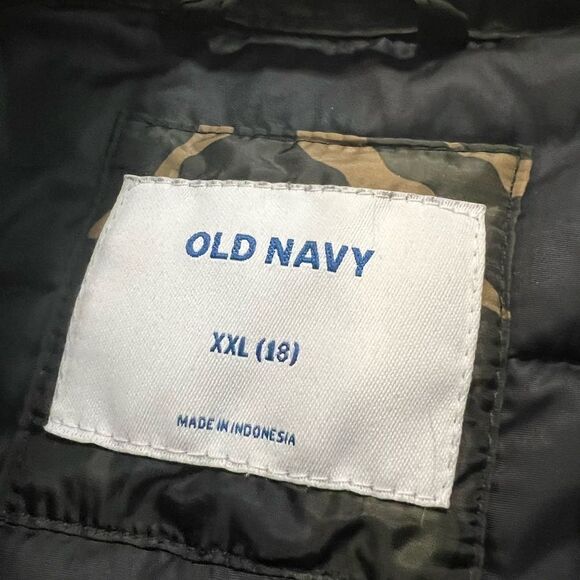 OLD NAVY
XXL (18)
MADE IN INDONESIA